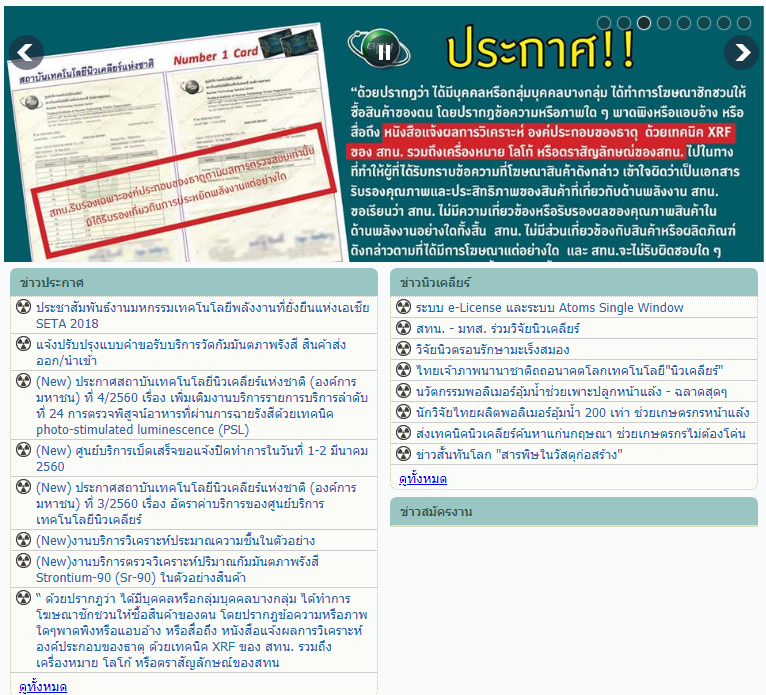 สถาบันเทคโนโลยีนิวเคลียร์แห่งชาติ
Number 1 Card
สทน.รับรองเฉพาะองค์ประกอบของธาตุตามผลการตรวจสอบเท่านั้น
มิได้รับรองเกี่ยวกับการประหยัดพลังงานแต่อย่างใด
ประกาศ!!
“ด้วยปรากฎว่า ได้มีบุคคลหรือกลุ่มบุคคลบางกลุ่ม ได้ทำการโฆษณาชักชวนให้
ซื้อสินค้าของตน โดยปรากฎข้อความหรือภาพใด ๆ พาดพิงหรือแอบอ้าง หรือ
สื่อถึง หนังสือแจ้งผลการวิเคราะห์ องค์ประกอบของธาตุ ด้วยเทคนิค XRF
ของ สทน. รวมถึงเครื่องหมาย โลโก้ หรือตราสัญลักษณ์ของสทน. ไปในทาง
ที่ทำให้ผู้ที่ได้รับทราบข้อความที่โฆษณาสินค้าดังกล่าว เข้าใจผิดว่าเป็นเอกสาร
รับรองคุณภาพและประสิทธิภาพของสินค้าที่เกี่ยวกับด้านพลังงาน สทน.
ขอเรียนว่า สทน. ไม่มีความเกี่ยวข้องหรือรับรองผลของคุณภาพสินค้าใน
ด้านพลังงานอย่างใดทั้งสิ้น สทน. ไม่มีส่วนเกี่ยวข้องกับสินค้าหรือผลิตภัณฑ์
ดังกล่าวตามที่ได้มีการโฆษณาแต่อย่างใด และ สทน.จะไม่รับผิดชอบใด ๆ
ข่าวประกาศ
ประชาสัมพันธ์งานมหกรรมเทคโนโลยีพลังงานที่ยั่งยืนแห่งเอเชีย
SETA 2018
แจ้งปรับปรุงแบบคำขอรับบริการวัดกัมมันตภาพรังสี สินค้าส่ง
ออก/นำเข้า
(New) ประกาศสถาบันเทคโนโลยีนิวเคลียร์แห่งชาติ (องค์การ
มหาชน) ที่ 4/2560 เรื่อง เพิ่มเติมงานบริการรายการบริการลำดับ
ที่ 24 การตรวจพิสูจน์อาหารที่ผ่านการฉายรังสีด้วยเทคนิค
photo-stimulated luminescence (PSL)
(New) ศูนย์บริการเบ็ดเสร็จขอแจ้งปิดทำการในวันที่ 1-2 มีนาคม
2560
(New) ประกาศสถาบันเทคโนโลยีนิวเคลียร์แห่งชาติ (องค์การ
มหาชน) ที่ 3/2560 เรื่อง อัตราค่าบริการของศูนย์บริการ
เทคโนโลยีนิวเคลียร์
(New)งานบริการวิเคราะห์ประมาณความชื้นในตัวอย่าง
(New)งานบริการตรวจวิเคราะห์ปริมาณกัมมันตภาพรังสี
Strontium-90 (Sr-90) ในตัวอย่างสินค้า
“ ด้วยปรากฎว่า ได้มีบุคคลหรือกลุ่มบุคคลบางกลุ่ม ได้ทำการ
โฆษณาชักชวนให้ซื้อสินค้าของตน โดยปรากฎข้อความหรือภาพ
ใดๆพาดพิงหรือแอบอ้าง หรือสื่อถึง หนังสือแจ้งผลการวิเคราะห์
องค์ประกอบของธาตุ ด้วยเทคนิค XRF ของ สทน. รวมถึง
เครื่องหมาย โลโก้ หรือตราสัญลักษณ์ของสทน
ดูทั้งหมด
ข่าวนิวเคลียร์
ระบบ e-License และระบบ Atoms Single Window
สทน. - มทส. ร่วมวิจัยนิวเคลียร์
วิจัยนิวตรอนรักษามะเร็งสมอง
ไทยเจ้าภาพนานาชาติถถอนาคตโลกเทคโนโลยี"นิวเคลียร์"
นวัตกรรมพอลิเมอร์อุ้มน้ำช่วยเพาะปลูกหน้าแล้ง - ฉลาดสุดๆ
นักวิจัยไทยผลิตพอลิเมอร์อุ้มน้ำ 200 เท่า ช่วยเกษตรกรหน้าแล้ง
ส่งเทคนิคนิวเคลียร์ค้นหาแก่นกฤษณา ช่วยเกษตรกรไม่ต้องโค่น
ข่าวสั้นทันโลก "สารพิษในวัสดุก่อสร้าง"
ดูทั้งหมด
ข่าวสมัครงาน